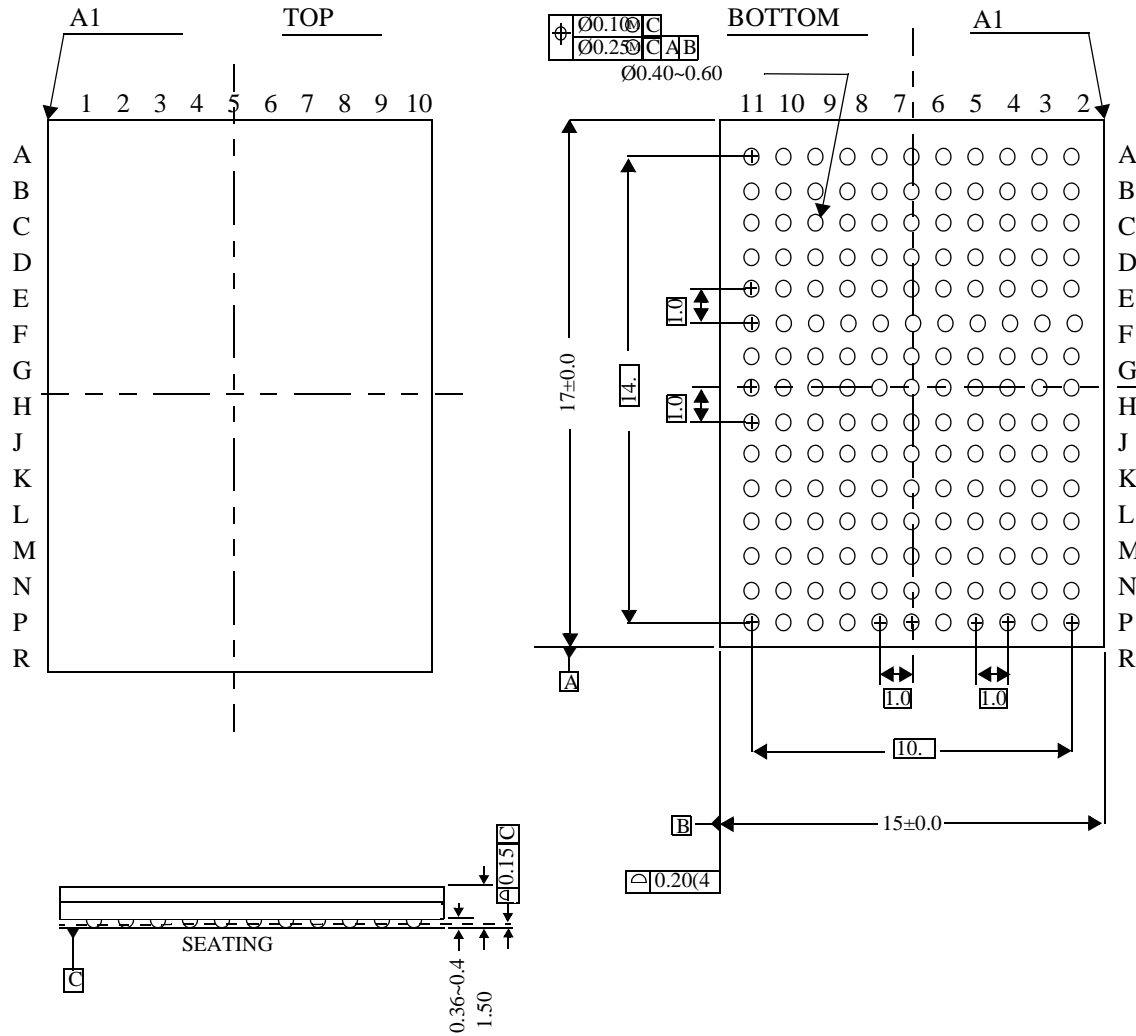 A1 TOP
Ø0.10Ⓜ C
Ø0.25Ⓜ C A B
BOTTOM A1
Ø0.40~0.60
1 2 3 4 5 6 7 8 9 10
11 10 9 8 7 6 5 4 3 2
A
B
C
D
E
F
G
H
J
K
L
M
N
P
R
17±0.0
14.
1.0
1.0
A
B
C
D
E
F
G
H
J
K
L
M
N
P
R
A
1.0 1.0
10.
B 15±0.0
0.20(4
0.15 C
SEATING
C
0.36~0.4
1.50